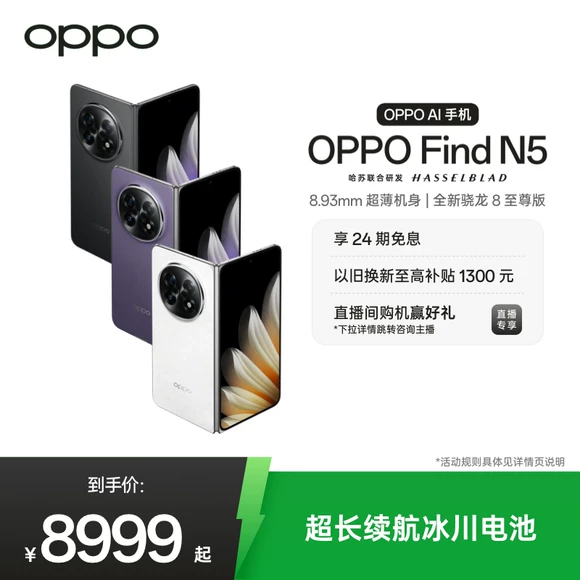 oppo
OPPO AI 手机
OPPO Find N5
哈苏联合研发 HASSELBLAD
8.93mm 超薄机身 | 全新骁龙 8 至尊版
享 24 期免息
以旧换新至高补贴 1300 元
直播间购机赢好礼
*下拉详情跳转咨询主播
直播
专享
oppo
oppo
oppo
*活动规则具体见详情页说明
到手价:
¥8999起
超长续航冰川电池